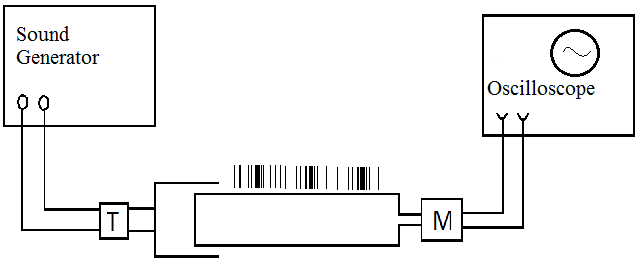 Sound
Generator
Oscilloscope
T
M